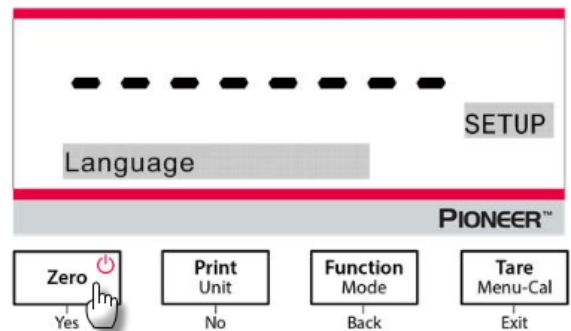 --------
SETUP
Language
PIONEER™
Zero Print Function Tare
Unit Mode Menu-Cal
Yes No Back Exit